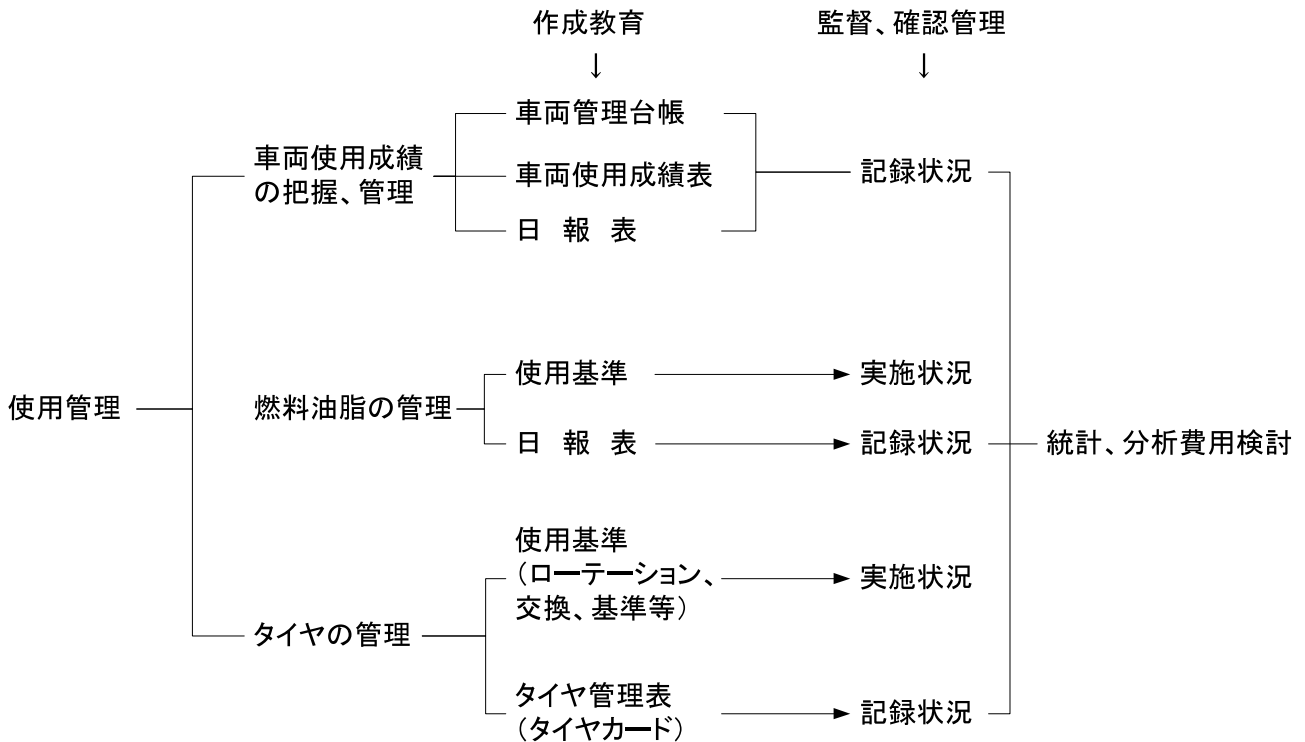 作成教育
監督、確認管理
↓
↓
車両管理台帳
車両使用成績
の把握、管理
車両使用成績表
記録状況
日 報 表
使用基準
実施状況
使用管理
燃料油脂の管理
日 報 表
記録状況
統計、分析費用検討
使用基準
（ローテーション、
交換、基準等）
実施状況
タイヤの管理
タイヤ管理表
（タイヤカード）
記録状況